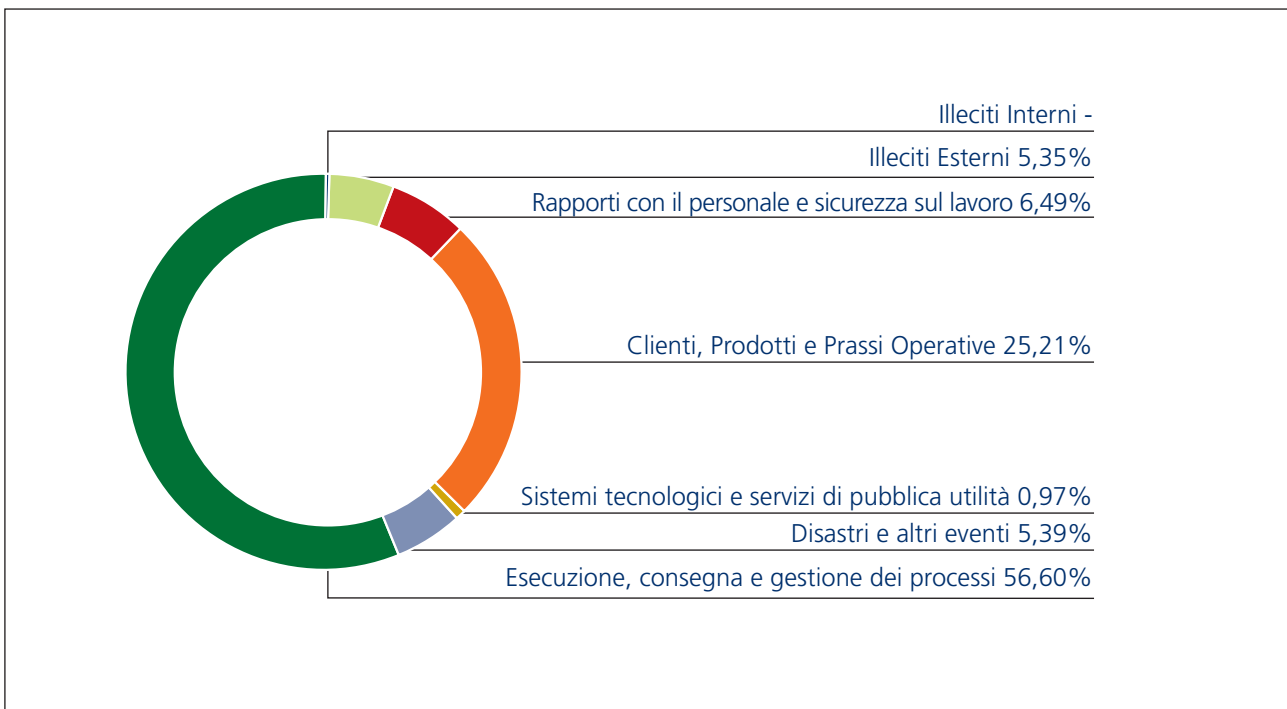 Illeciti Interni -
Illeciti Esterni 5,35%
Rapporti con il personale e sicurezza sul lavoro 6,49%
Clienti, Prodotti e Prassi Operative 25,21%
Sistemi tecnologici e servizi di pubblica utilità 0,97%
Disastri e altri eventi 5,39%
Esecuzione, consegna e gestione dei processi 56,60%